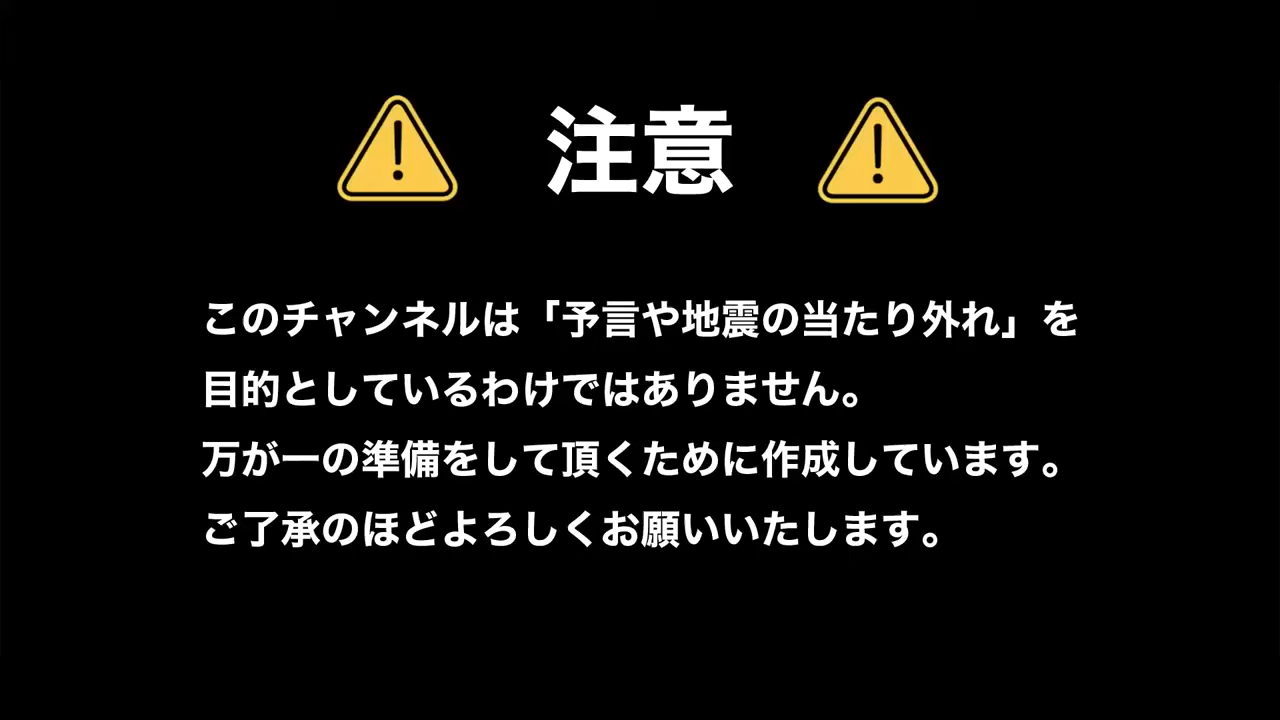 注意
このチャンネルは「予言や地震の当たり外れ」を
目的としているわけではありません。
万が一の準備をして頂くために作成しています。
ご了承のほどよろしくお願いいたします。